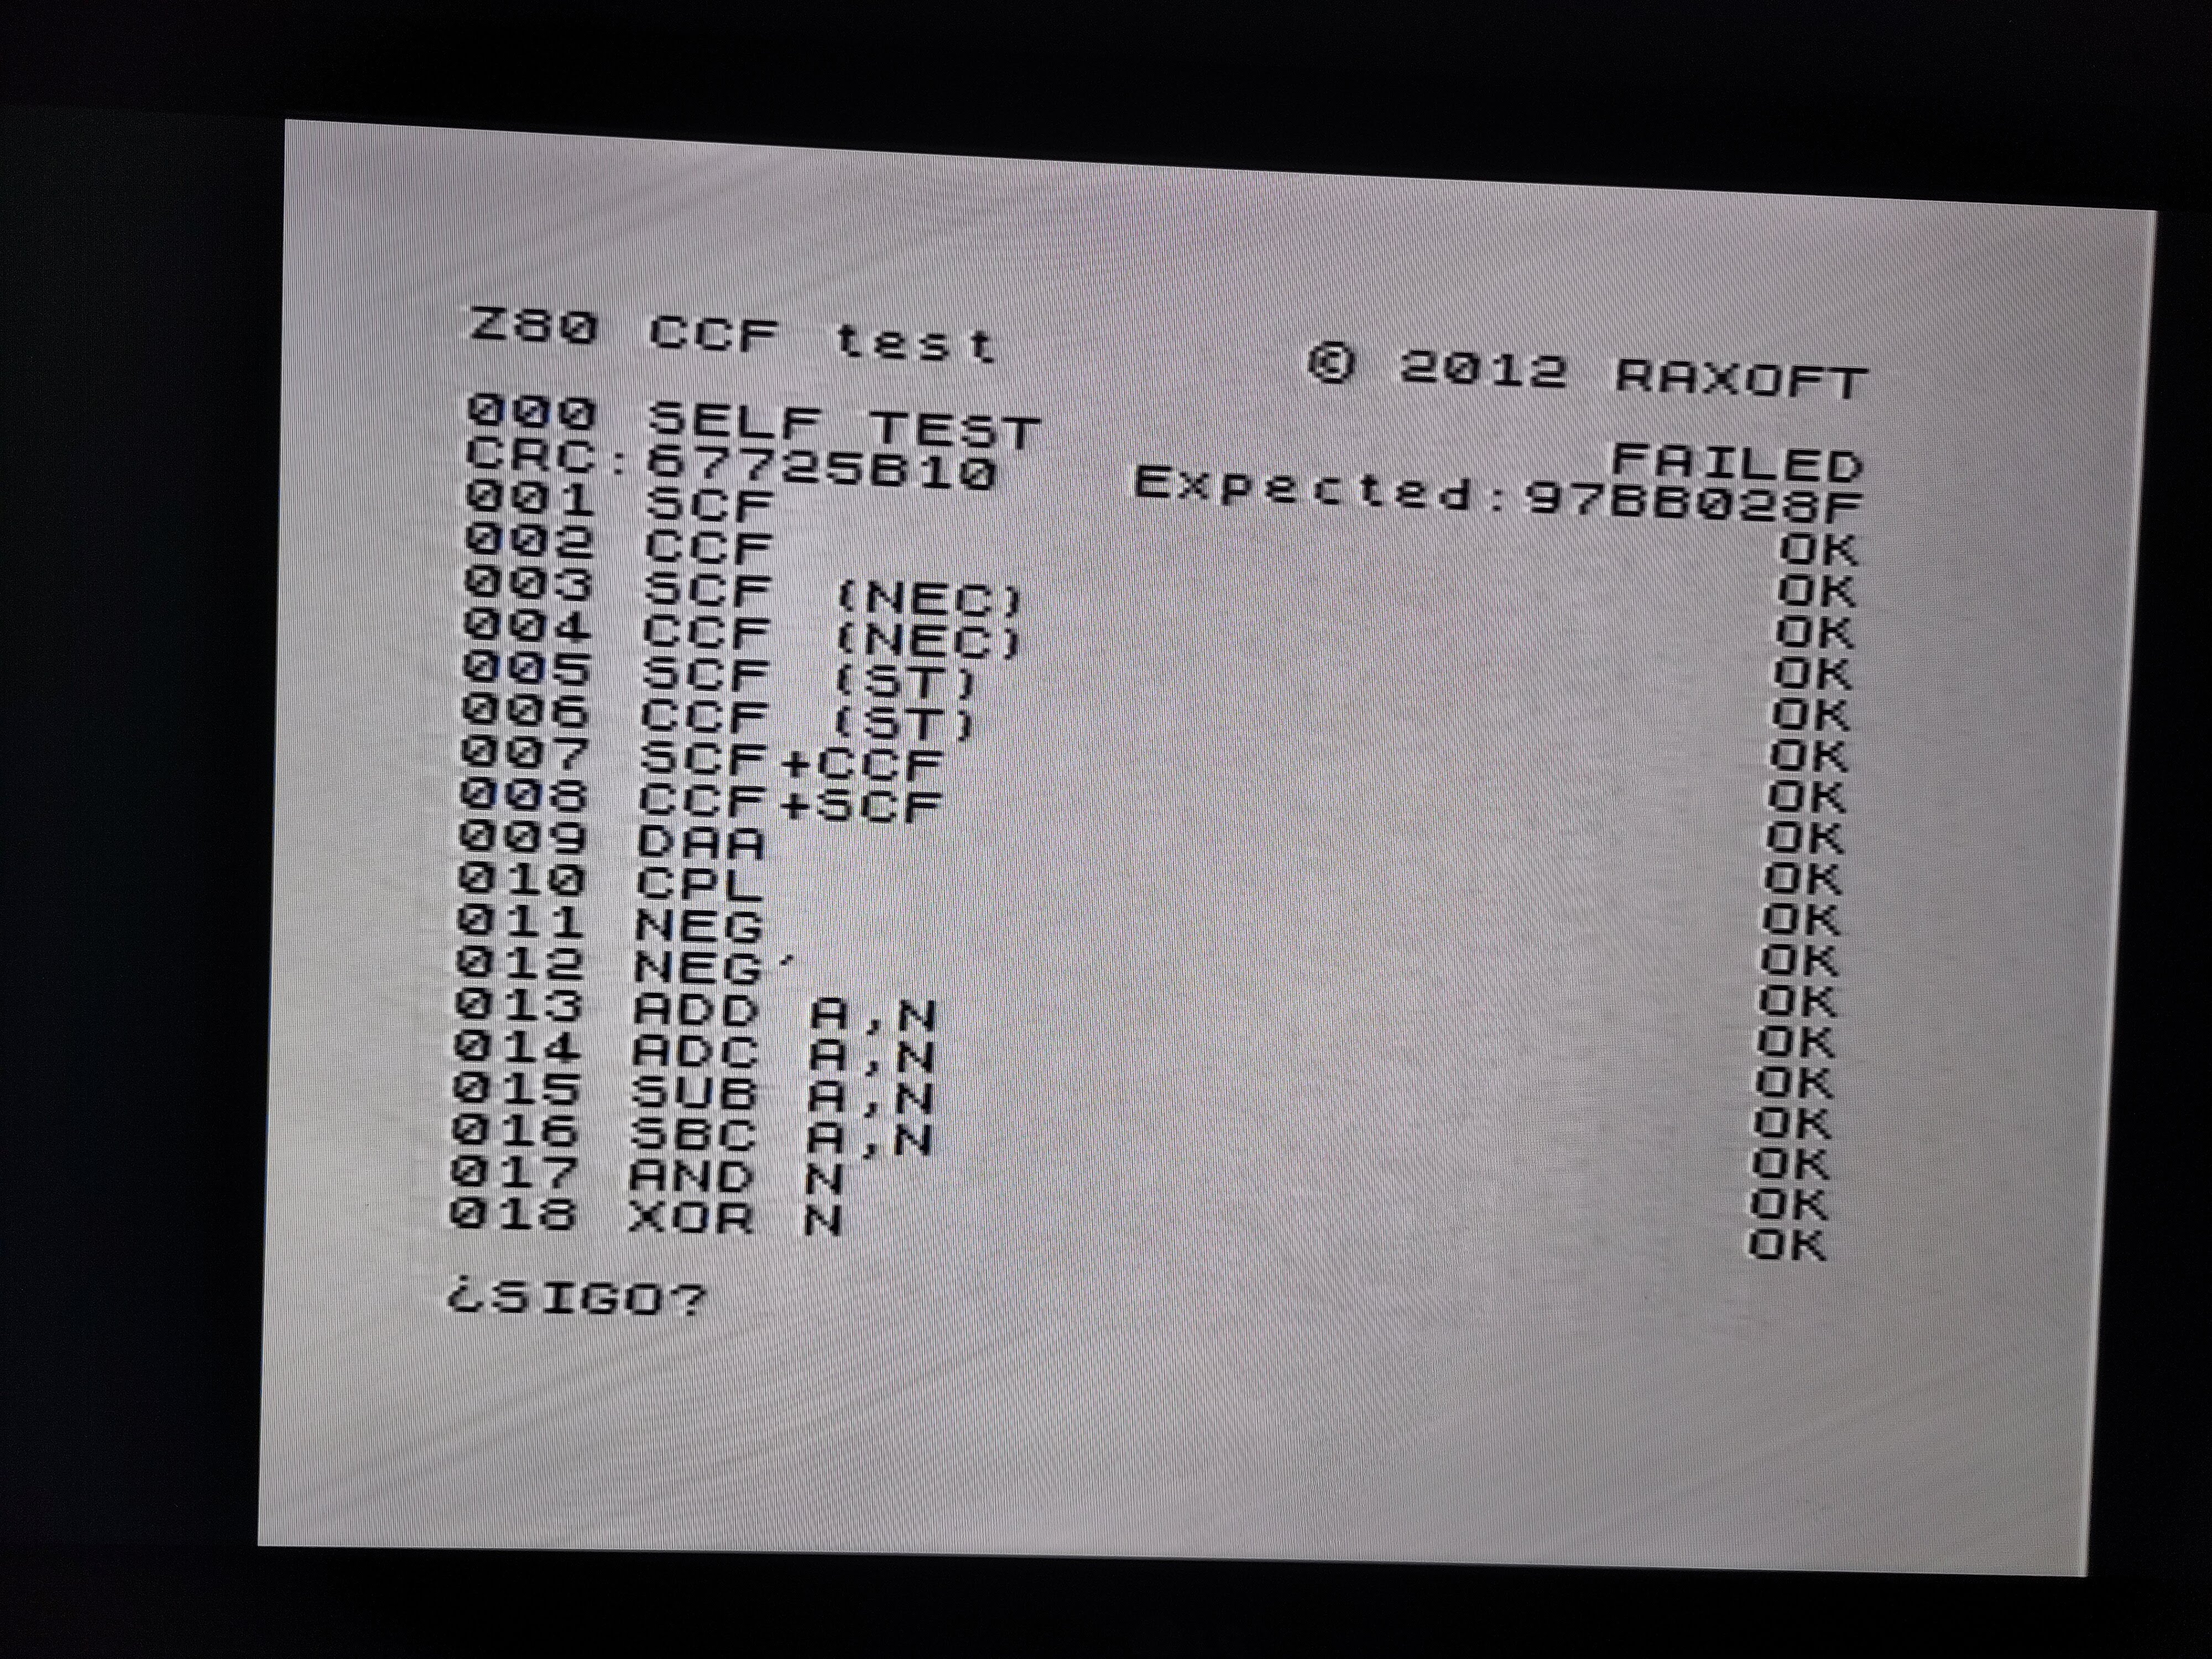 Z80 CCF test © 2012 RAXOFT
000 SELF TEST FAILED
CRC:67725B10 Expected:97BB028F
001 SCF OK
002 CCF OK
003 SCF (NEC) OK
004 CCF (NEC) OK
005 SCF (ST) OK
006 CCF (ST) OK
007 SCF+CCF OK
008 CCF+SCF OK
009 DAA OK
010 CPL OK
011 NEG OK
012 NEG' OK
013 ADD A,N OK
014 ADC A,N OK
015 SUB A,N OK
016 SBC A,N OK
017 AND N OK
018 XOR N OK
¿SIGO?